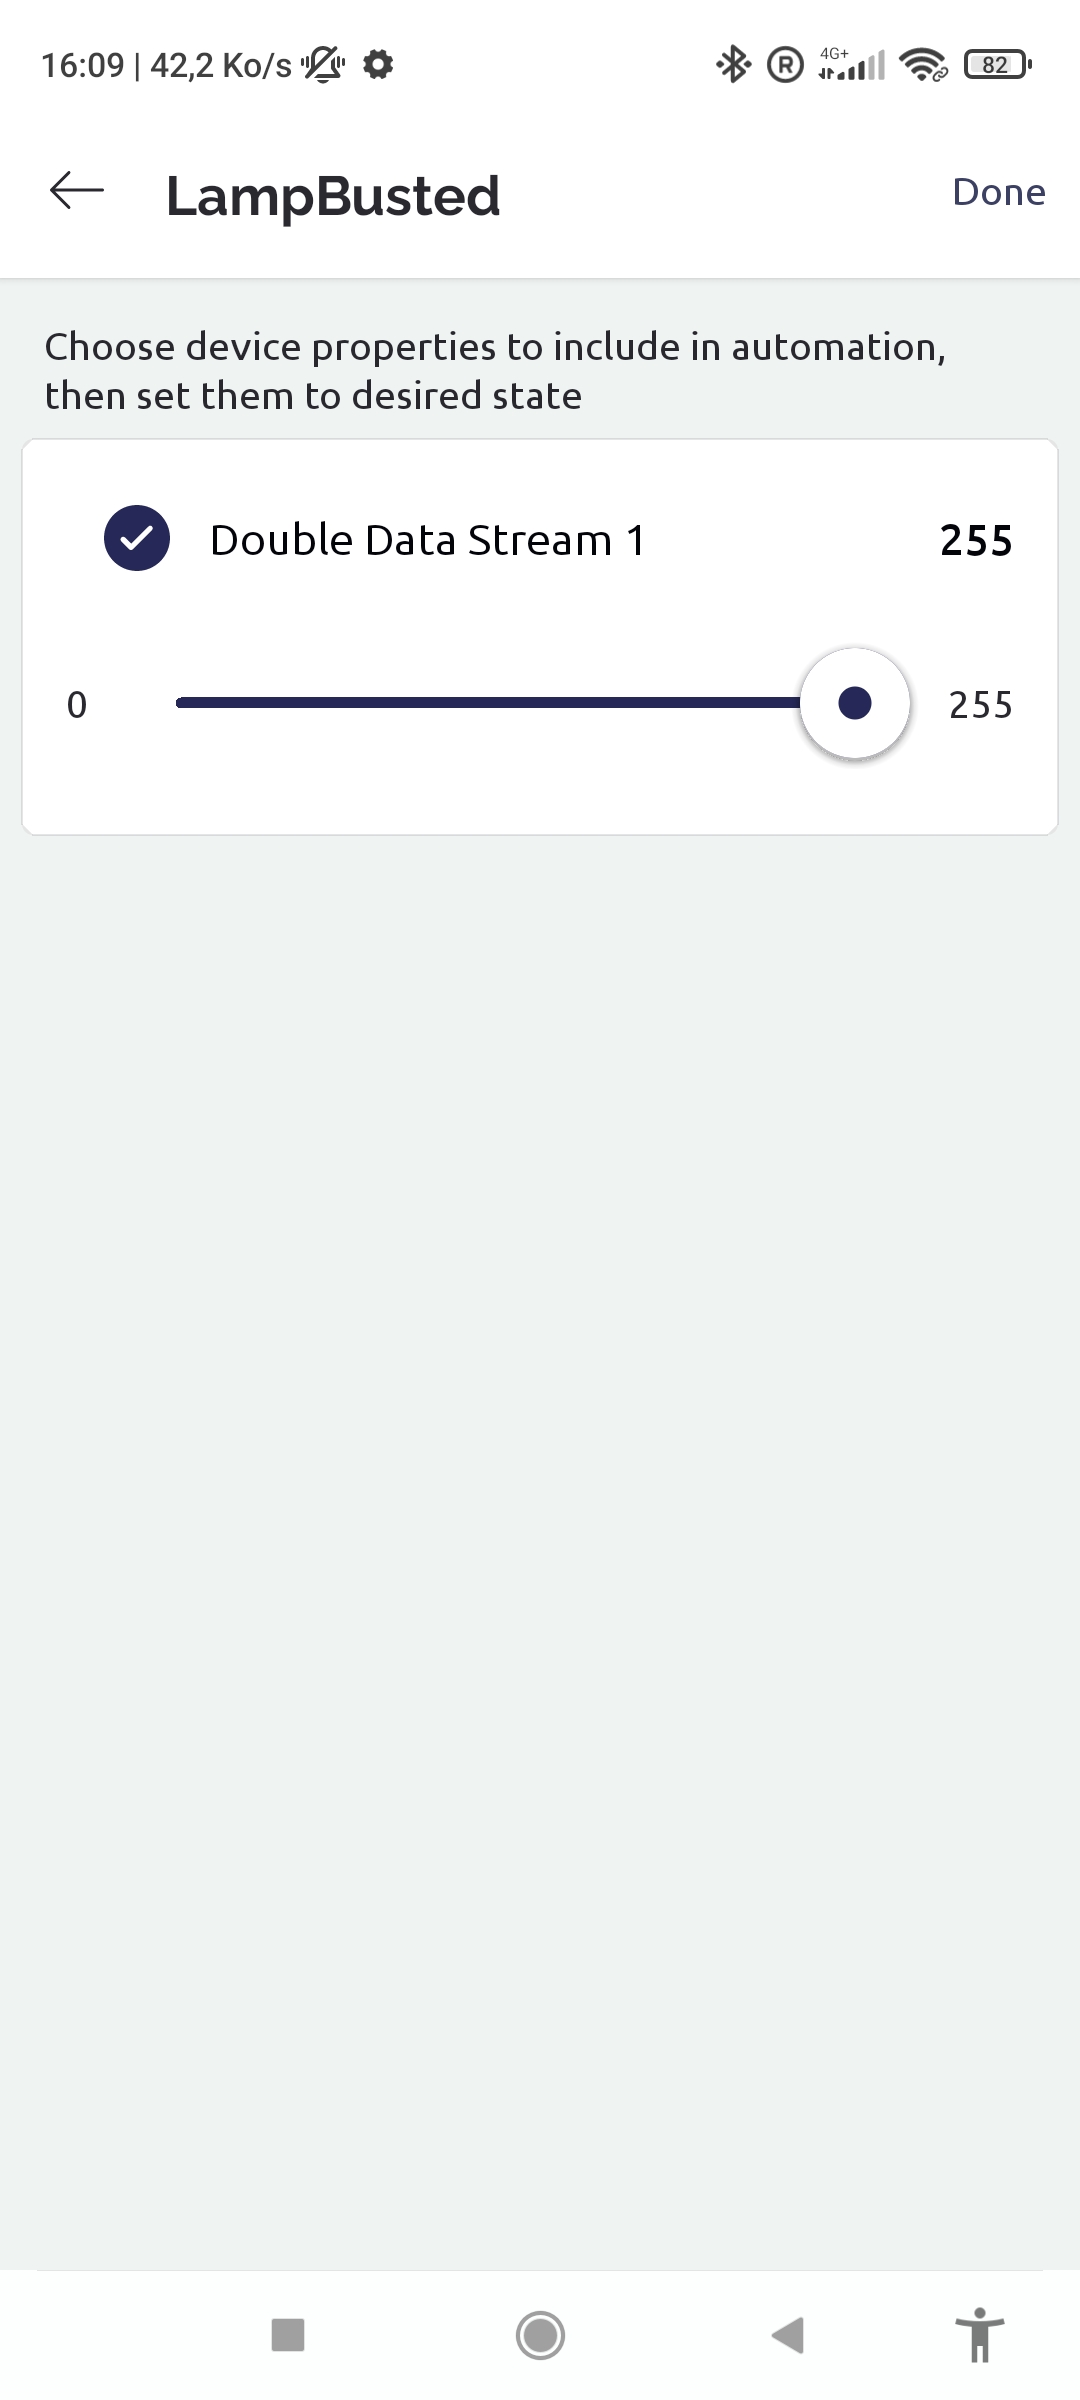 16:09 | 42,2 Ko/s
R 4G+ 82
LampBusted
Done
Choose device properties to include in automation,
then set them to desired state
Double Data Stream 1
255
0
255